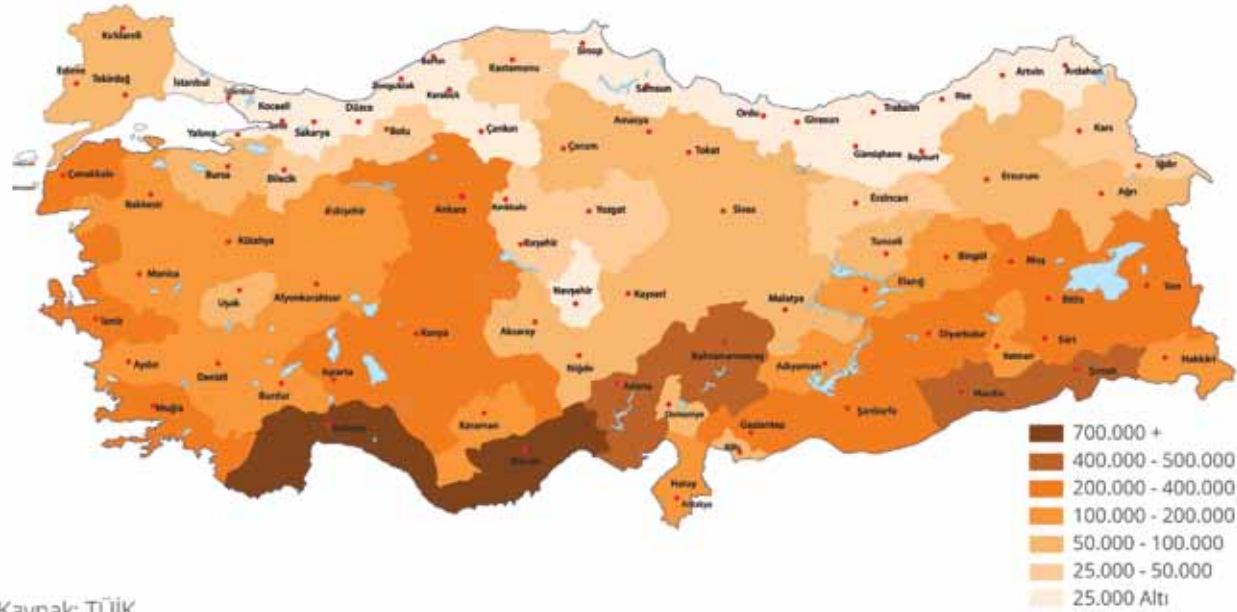 Kırklareli
Edirne
Tekirdağ
İstanbul
İstanbul
Kocaeli
Yalova
Sakarya
Düzce
Zonguldak
Bartın
Karabük
Bolu
Kastamonu
Çankırı
Sinop
Samsun
Amasya
Çorum
Tokat
Ordu
Giresun
Trabzon
Rize
Artvin
Ardahan
Gümüşhane
Bayburt
Kars
Iğdır
Erzurum
Ağrı
Erzincan
Çanakkale
Balıkesir
Bursa
Bilecik
Eskişehir
Ankara
Kırıkkale
Yozgat
Sivas
Kırşehir
Nevşehir
Kayseri
Kütahya
Manisa
Uşak
Afyonkarahisar
İzmir
Aydın
Denizli
Muğla
Burdur
Isparta
Konya
Aksaray
Niğde
Karaman
Adana
Kahramanmaraş
Osmaniye
Malatya
Adıyaman
Elazığ
Tunceli
Bingöl
Muş
Bitlis
Van
Siirt
Batman
Diyarbakır
Şanlıurfa
Gaziantep
Kilis
Hatay
Antakya
Mardin
Şırnak
Hakkari
700.000 +
400.000 - 500.000
200.000 - 400.000
100.000 - 200.000
50.000 - 100.000
25.000 - 50.000
25.000 Altı
Kaynak: TÜİK